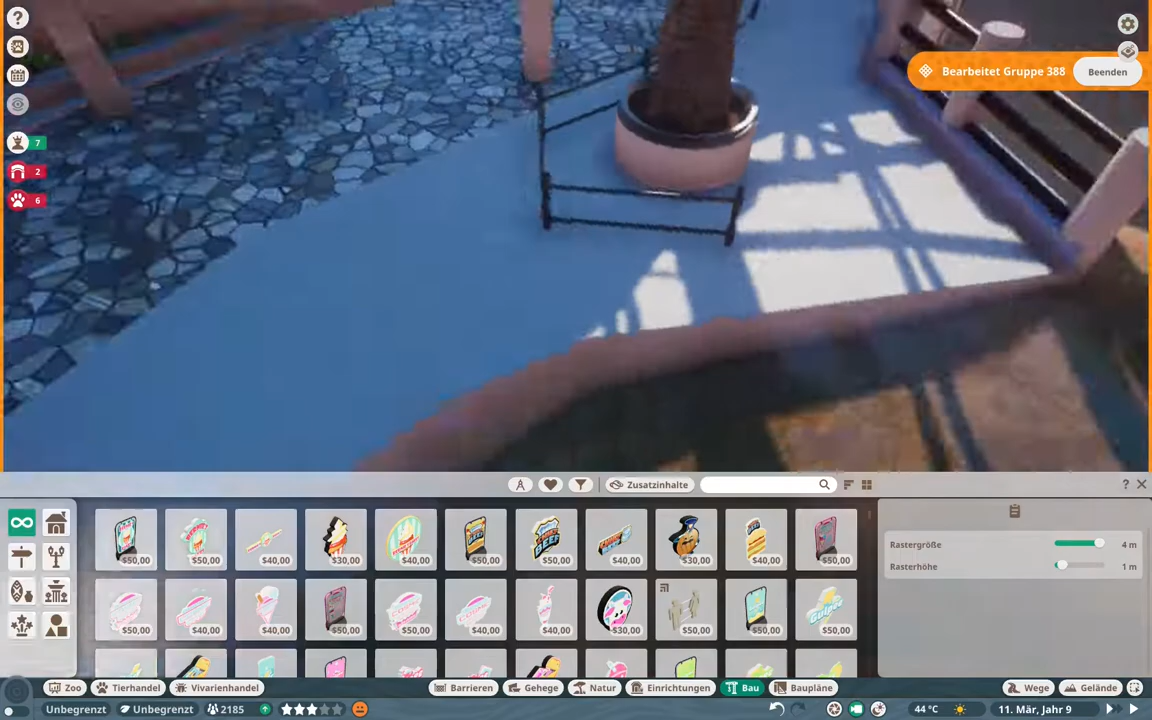 Bearbeitet Gruppe 388
Beenden
7
2
6
Zusatzinhalte
?
$50,00 $50,00 $40,00 $30,00 $40,00 $50,00 $50,00 $40,00 $30,00 $40,00 $50,00
Rastergröße 4 m
Rasterhöhe 1 m
$50,00 $40,00 $40,00 $50,00 $50,00 $40,00 $40,00 $30,00 $50,00 $50,00 $50,00
Zoo Tierhandel Vivarienhandel Barrieren Gehege Natur Einrichtungen Bau Baupläne Wege Gelände
Unbegrenzt Unbegrenzt 2185 44 °C 11. Mär, Jahr 9